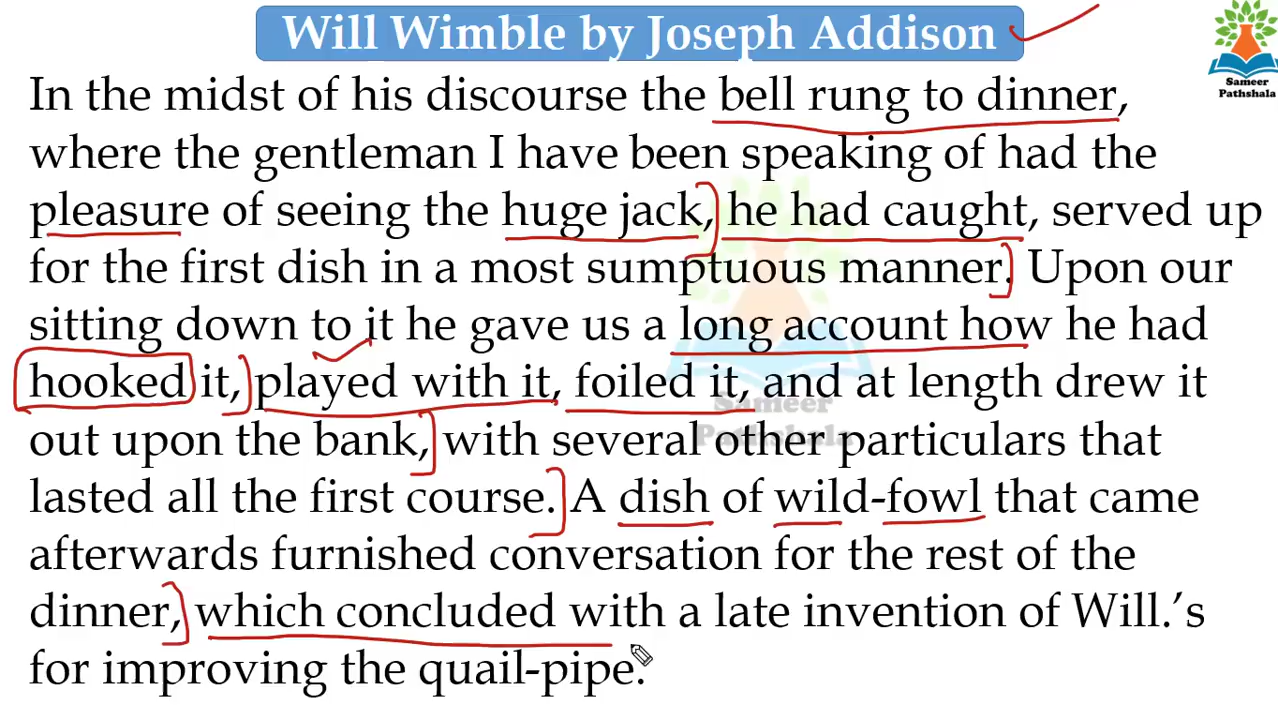 Will Wimble by Joseph Addison
Sameer
Pathshala
In the midst of his discourse the bell rung to dinner,
where the gentleman I have been speaking of had the
pleasure of seeing the huge jack, he had caught, served up
for the first dish in a most sumptuous manner. Upon our
sitting down to it he gave us a long account how he had
hooked it, played with it, foiled it, and at length drew it
out upon the bank, with several other particulars that
lasted all the first course. A dish of wild-fowl that came
afterwards furnished conversation for the rest of the
dinner, which concluded with a late invention of Will.'s
for improving the quail-pipe.
Sameer
Pathshala